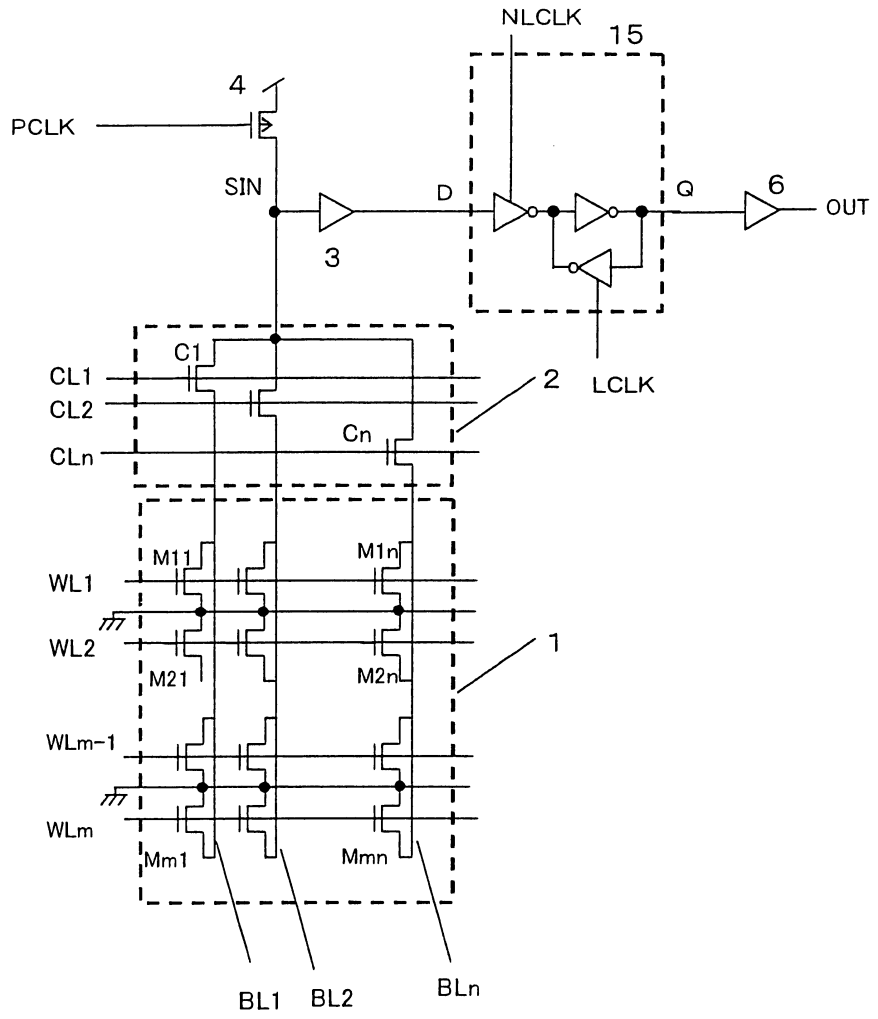 NLCLK
15
4
PCLK
SIN
D
Q
6
OUT
3
C1
CL1
2
LCLK
CL2
Cn
CLn
M11
M1n
WL1
WL2
1
M21
M2n
WLm-1
WLm
Mm1
Mmn
BL1
BL2
BLn